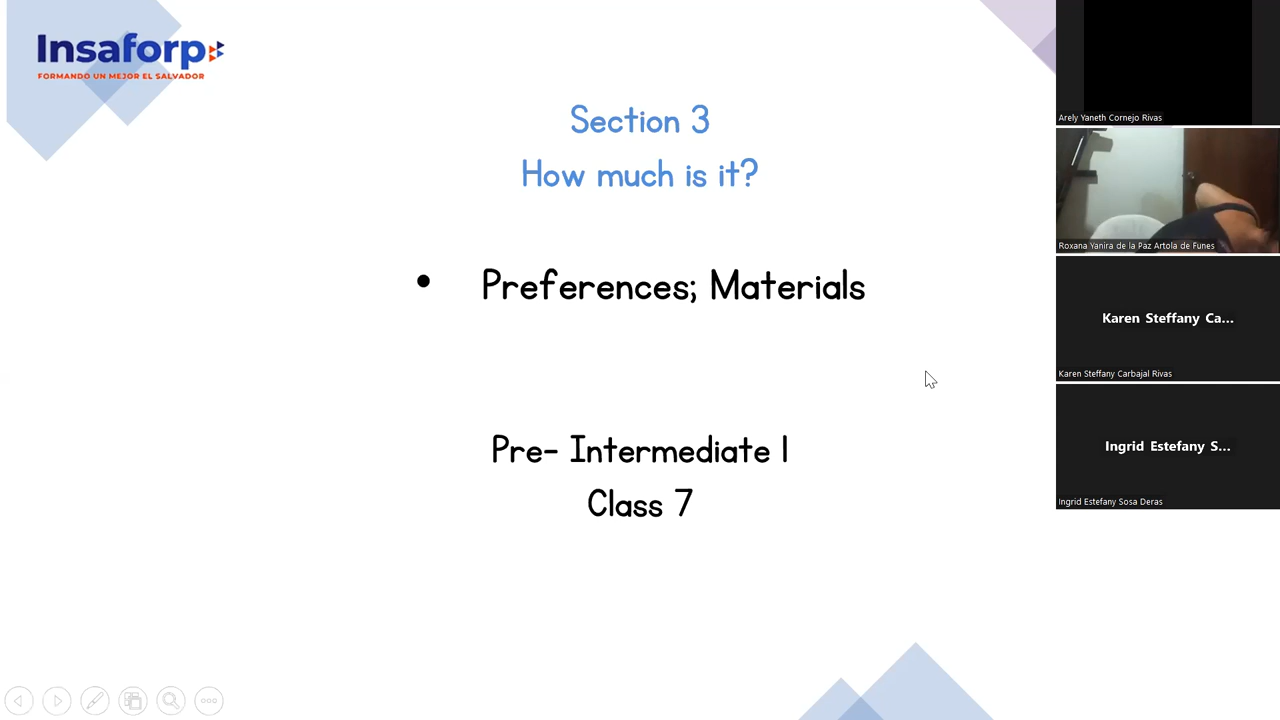 Insaforp
FORMANDO UN MEJOR EL SALVADOR
Section 3
How much is it?
• Preferences; Materials
Pre- Intermediate I
Class 7
Arely Yaneth Cornejo Rivas
Roxana Yanira de la Paz Artola de Funes
Karen Steffany Ca...
Karen Steffany Carbajal Rivas
Ingrid Estefany S...
Ingrid Estefany Sosa Deras